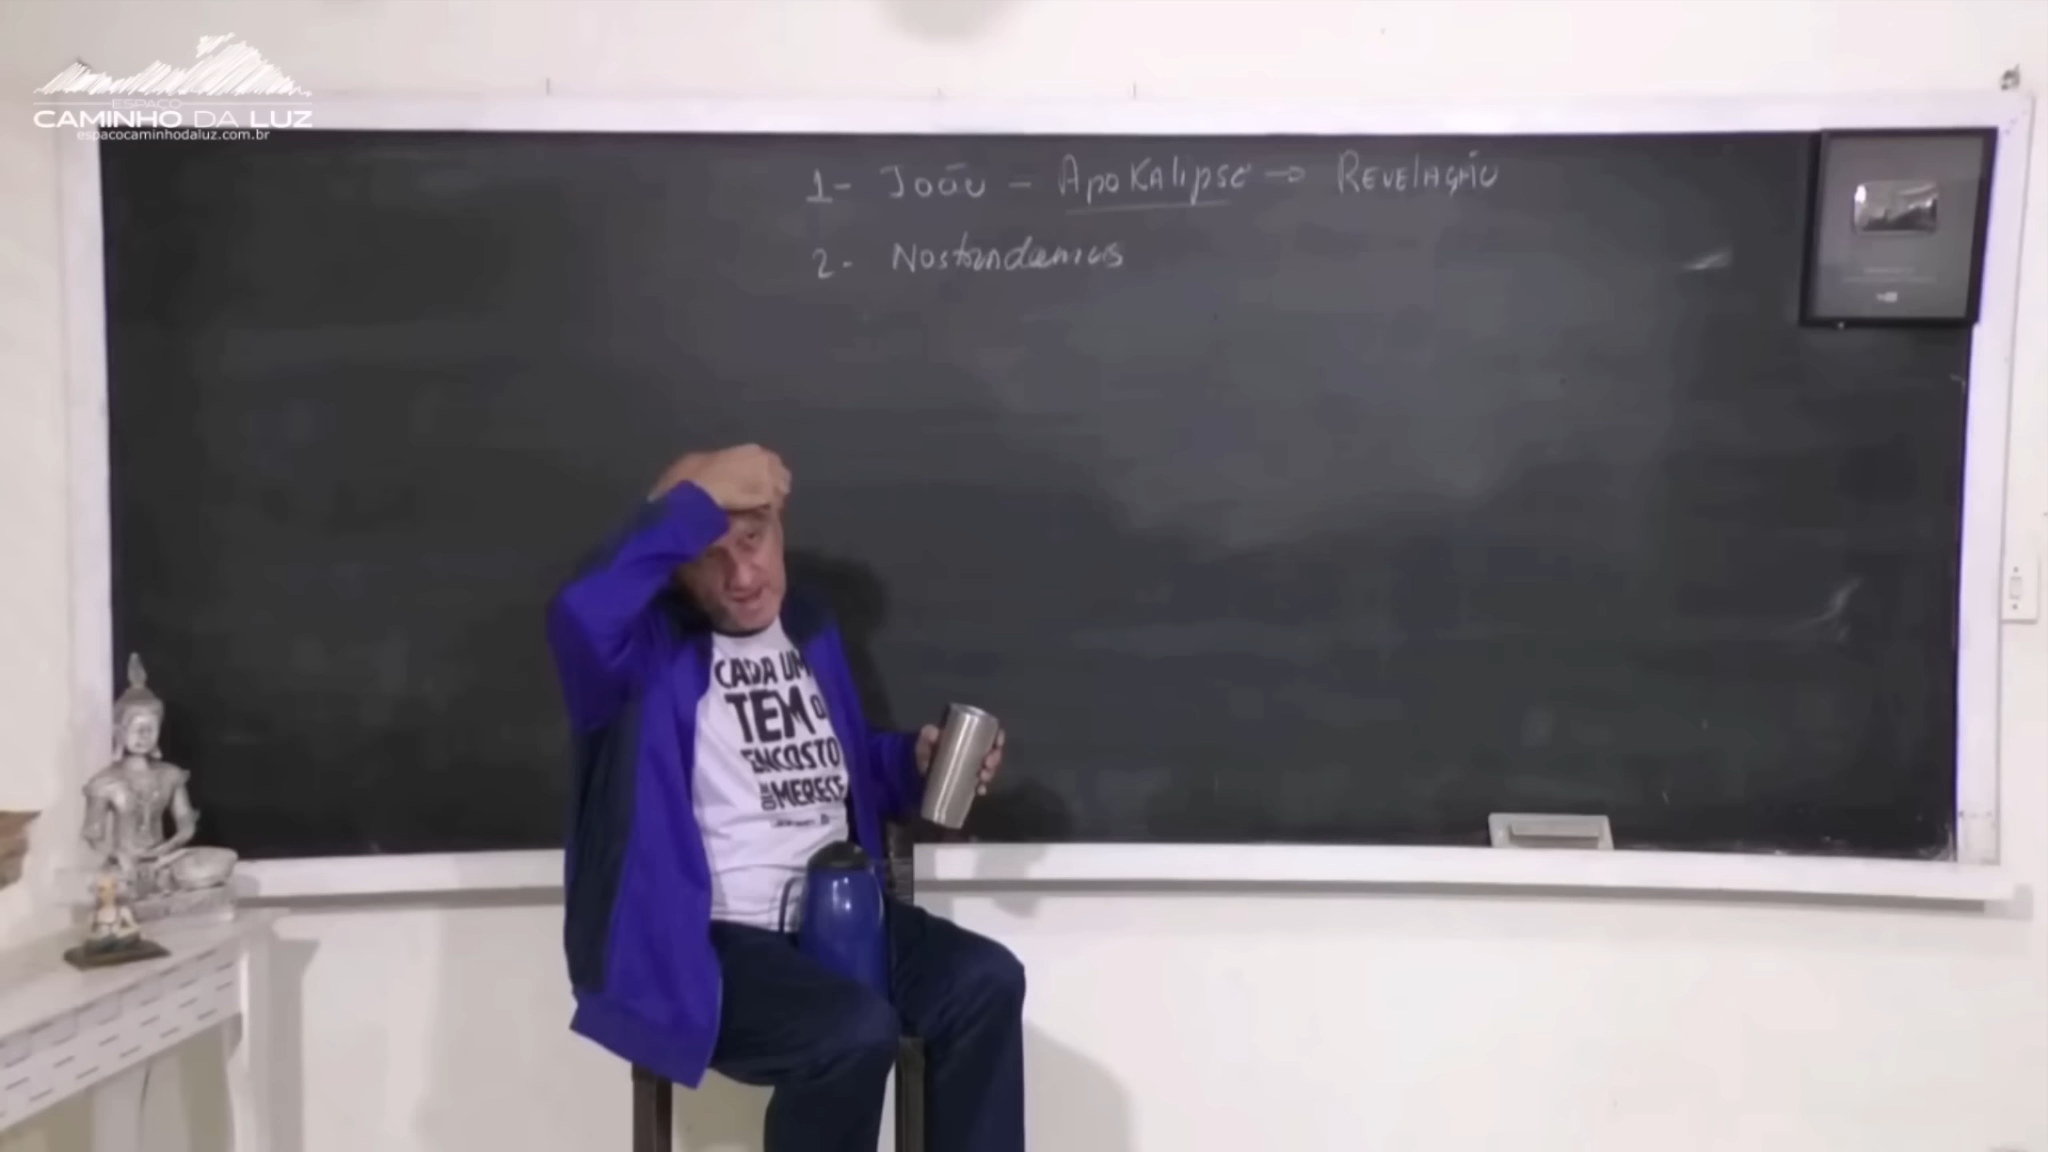 ESPAÇO
CAMINHO DA LUZ
espacocaminhodaluz.com.br
1- João - Apokalipse → Revelação
2- Nostradamus
CADA UM
TEM O
ENCOSTO
QUE MERECE